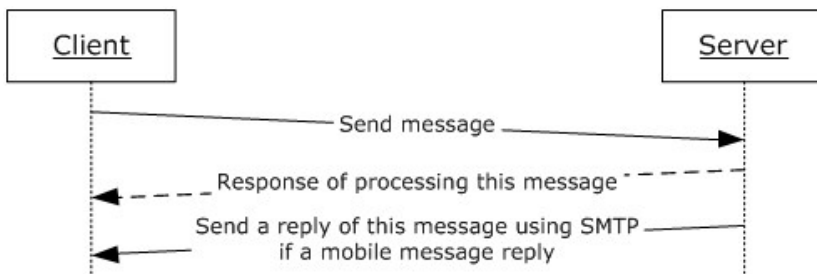 Client
Server
Send message
Response of processing this message
Send a reply of this message using SMTP
if a mobile message reply